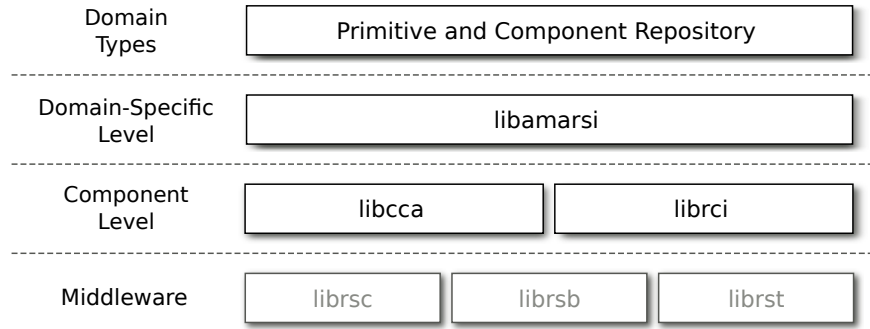 Domain
Types
Primitive and Component Repository
Domain-Specific
Level
libamarsi
Component
Level
libcca
librci
Middleware
librsc
librsb
librst